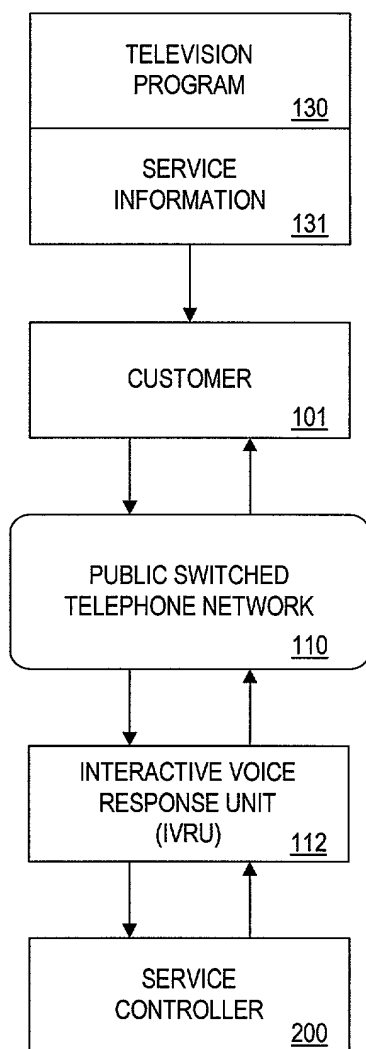 TELEVISION
PROGRAM
130
SERVICE
INFORMATION
131
CUSTOMER
101
PUBLIC SWITCHED
TELEPHONE NETWORK
110
INTERACTIVE VOICE
RESPONSE UNIT
(IVRU)
112
SERVICE
CONTROLLER
200